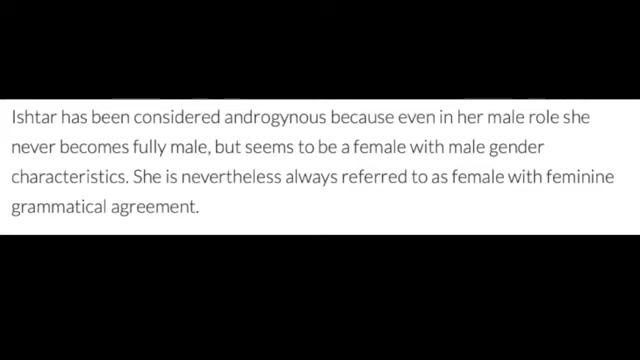 Ishtar has been considered androgynous because even in her male role she
never becomes fully male, but seems to be a female with male gender
characteristics. She is nevertheless always referred to as female with feminine
grammatical agreement.